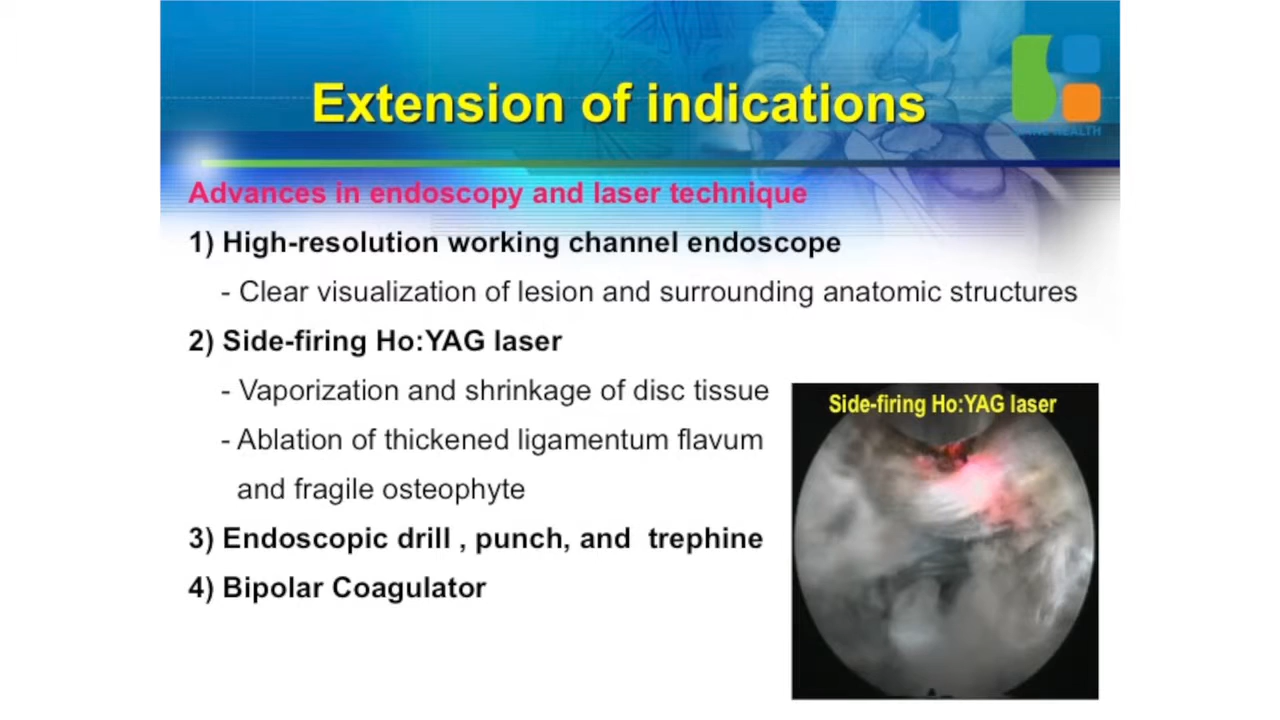 Extension of indications
Advances in endoscopy and laser technique
1) High-resolution working channel endoscope
- Clear visualization of lesion and surrounding anatomic structures
2) Side-firing Ho:YAG laser
- Vaporization and shrinkage of disc tissue
- Ablation of thickened ligamentum flavum
and fragile osteophyte
3) Endoscopic drill , punch, and trephine
4) Bipolar Coagulator
Side-firing Ho:YAG laser
HEALTH